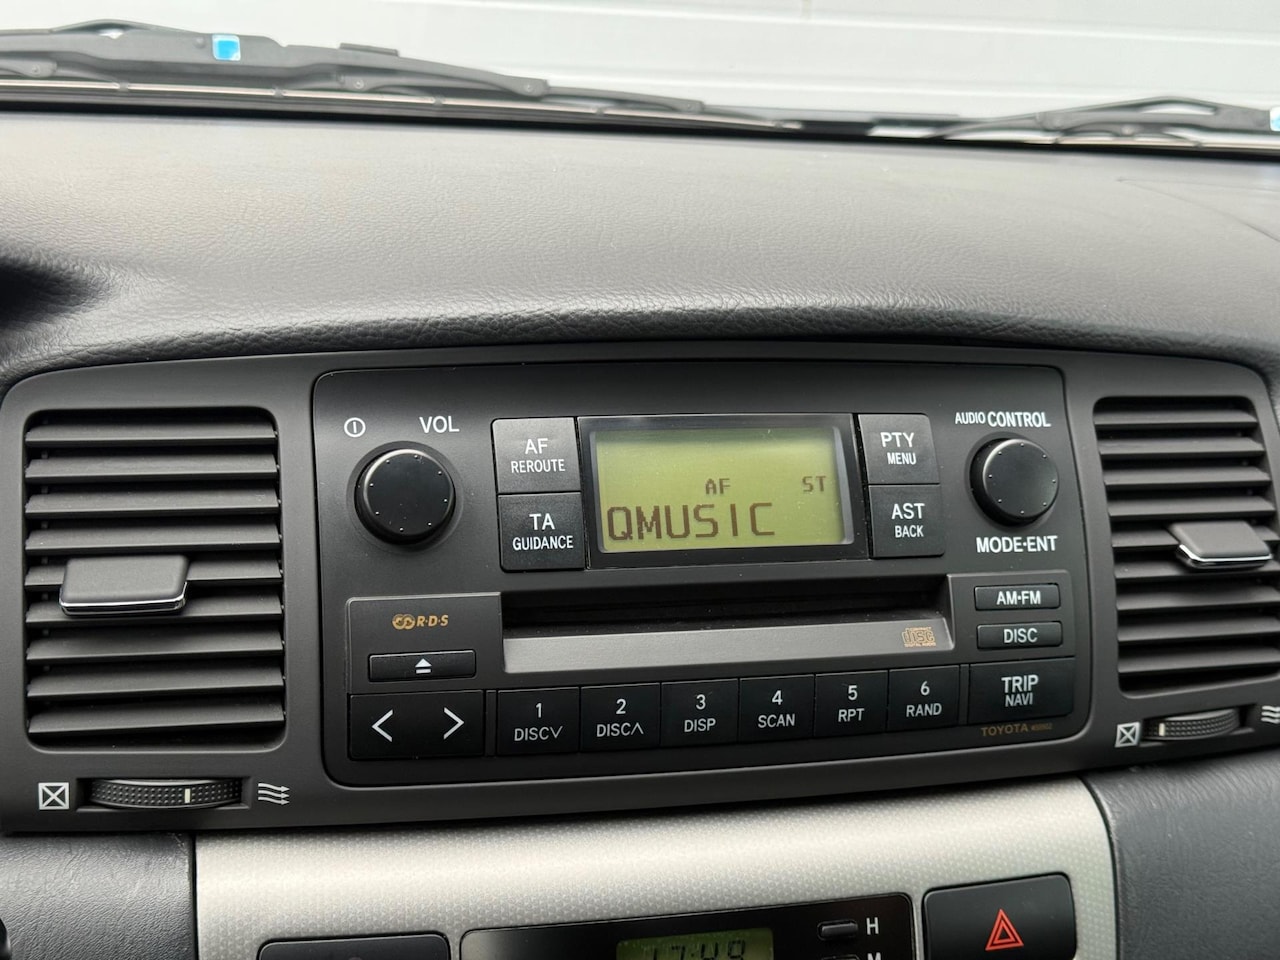 VOL
AF
REROUTE
TA
GUIDANCE
AF ST
QMUSIC
PTY
MENU
AST
BACK
AUDIO CONTROL
MODE·ENT
R·D·S
disc
AM·FM
DISC
TRIP
NAVI
1
DISC∨
2
DISC∧
3
DISP
4
SCAN
5
RPT
6
RAND
TOYOTA
H
M